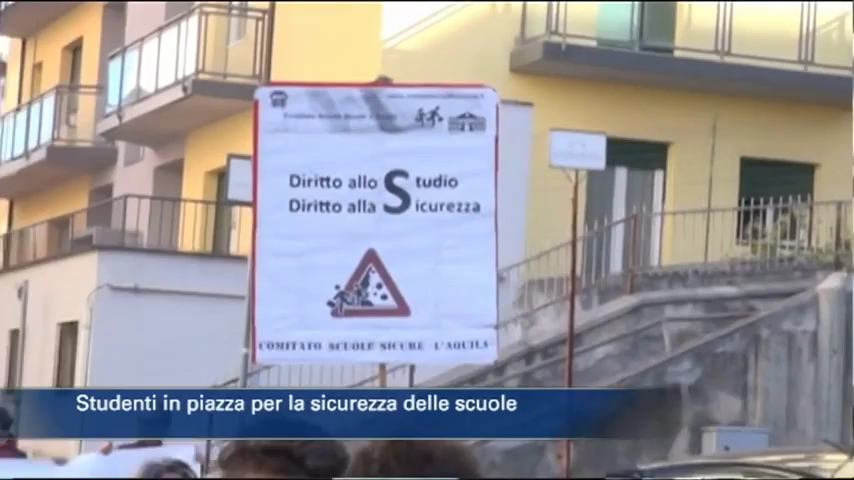 Diritto allo Studio
Diritto alla Sicurezza
COMITATO SCUOLE SICURE L'AQUILA
Studenti in piazza per la sicurezza delle scuole